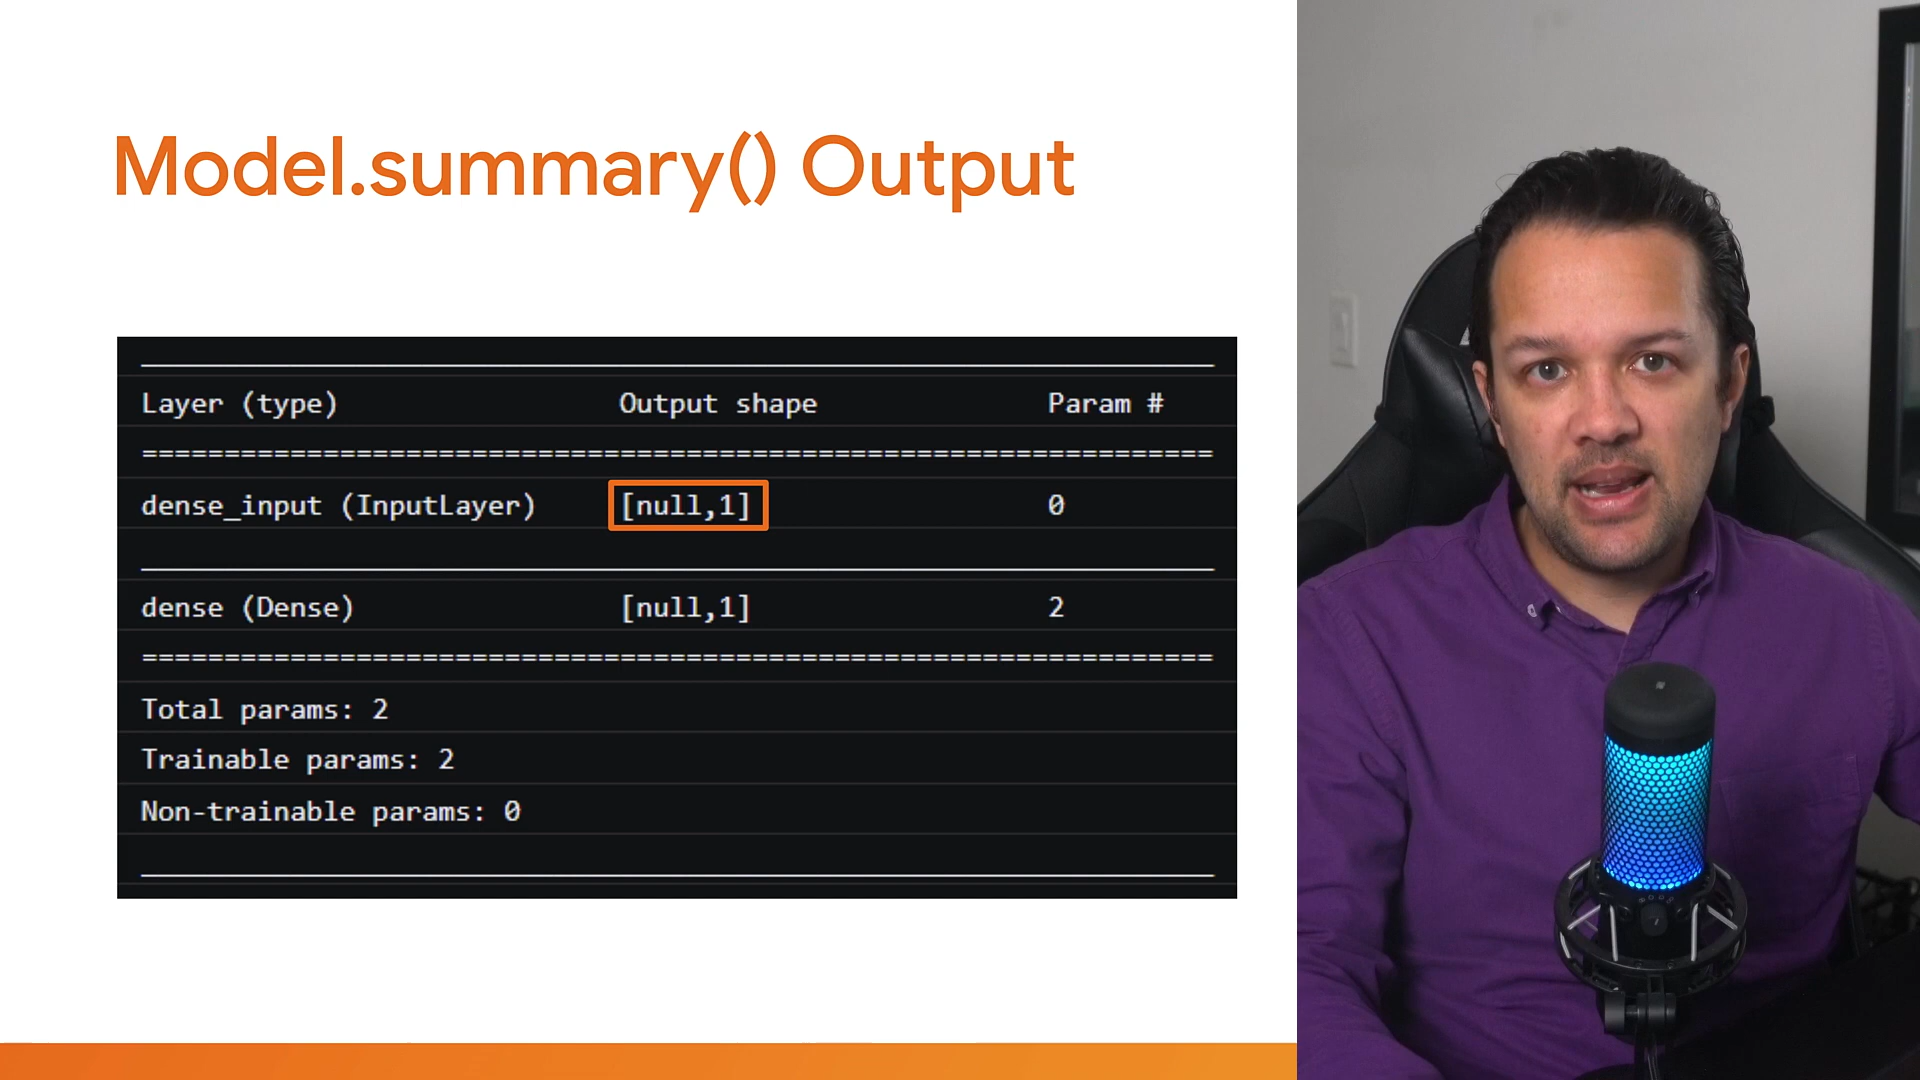 Model.summary() Output
Layer (type) Output shape Param #
=================================================================
dense_input (InputLayer) [null,1] 0
dense (Dense) [null,1] 2
=================================================================
Total params: 2
Trainable params: 2
Non-trainable params: 0